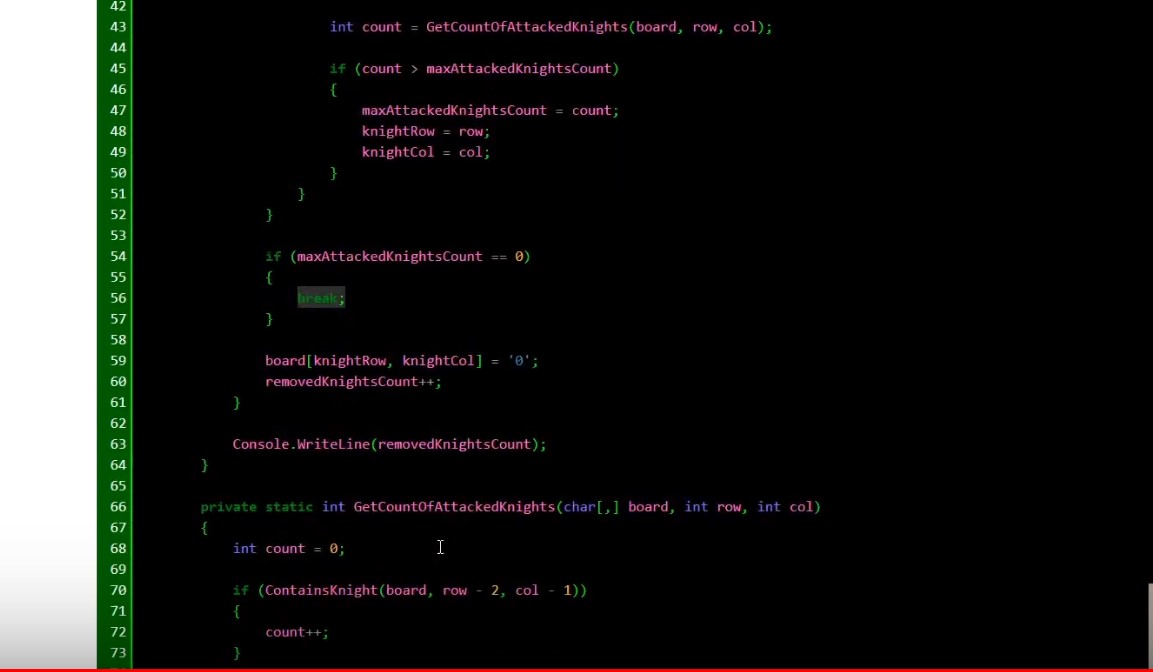 42
43 int count = GetCountOfAttackedKnights(board, row, col);
44
45 if (count > maxAttackedKnightsCount)
46 {
47 maxAttackedKnightsCount = count;
48 knightRow = row;
49 knightCol = col;
50 }
51 }
52 }
53
54 if (maxAttackedKnightsCount == 0)
55 {
56 break;
57 }
58
59 board[knightRow, knightCol] = '0';
60 removedKnightsCount++;
61 }
62
63 Console.WriteLine(removedKnightsCount);
64 }
65
66 private static int GetCountOfAttackedKnights(char[,] board, int row, int col)
67 {
68 int count = 0;
69
70 if (ContainsKnight(board, row - 2, col - 1))
71 {
72 count++;
73 }